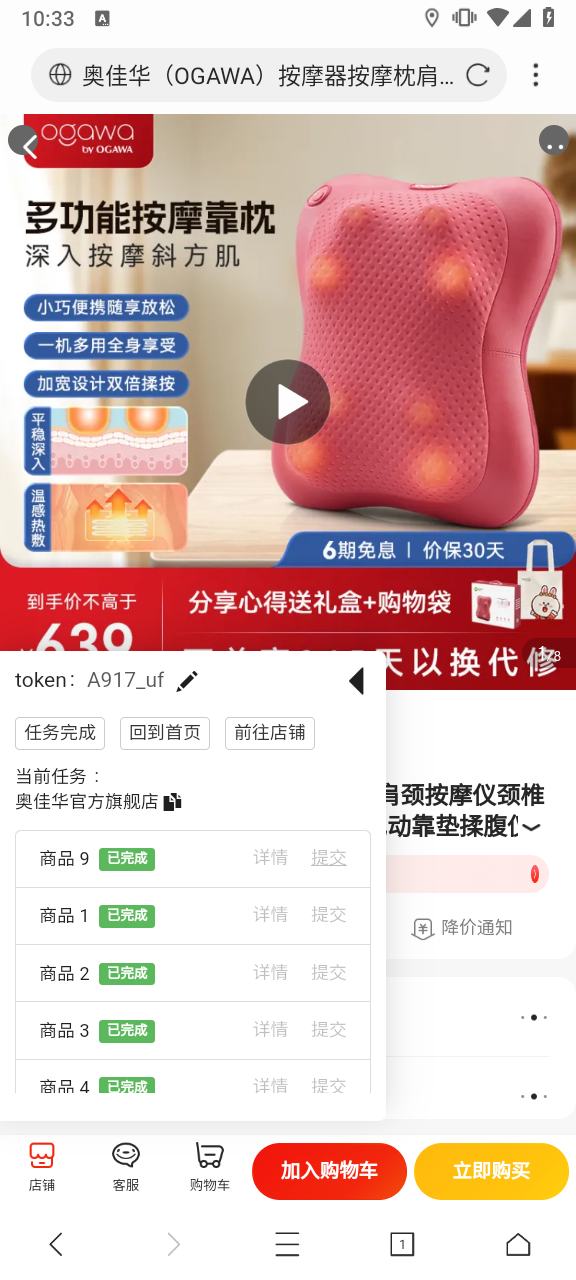 10:33
A
奥佳华（OGAWA）按摩器按摩枕肩...
ogawa
by OGAWA
多功能按摩靠枕
深入按摩斜方肌
小巧便携随享放松
一机多用全身享受
加宽设计双倍揉按
平稳深入
温感热敷
6期免息 | 价保30天
到手价不高于
分享心得送礼盒+购物袋
639
天以换代修
1/8
token： A917_uf
任务完成
回到首页
前往店铺
当前任务：
奥佳华官方旗舰店
肩颈按摩仪颈椎
动靠垫揉腹仪
商品 9 已完成 详情 提交
商品 1 已完成 详情 提交
降价通知
商品 2 已完成 详情 提交
商品 3 已完成 详情 提交
商品 4 已完成 详情 提交
店铺
客服
购物车
加入购物车
立即购买
1